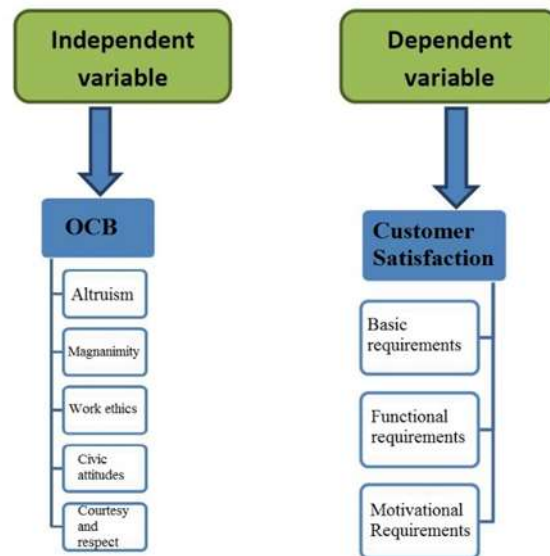 Independent
variable
OCB
Altruism
Magnanimity
Work ethics
Civic
attitudes
Courtesy
and
respect
Dependent
variable
Customer
Satisfaction
Basic
requirements
Functional
requirements
Motivational
Requirements